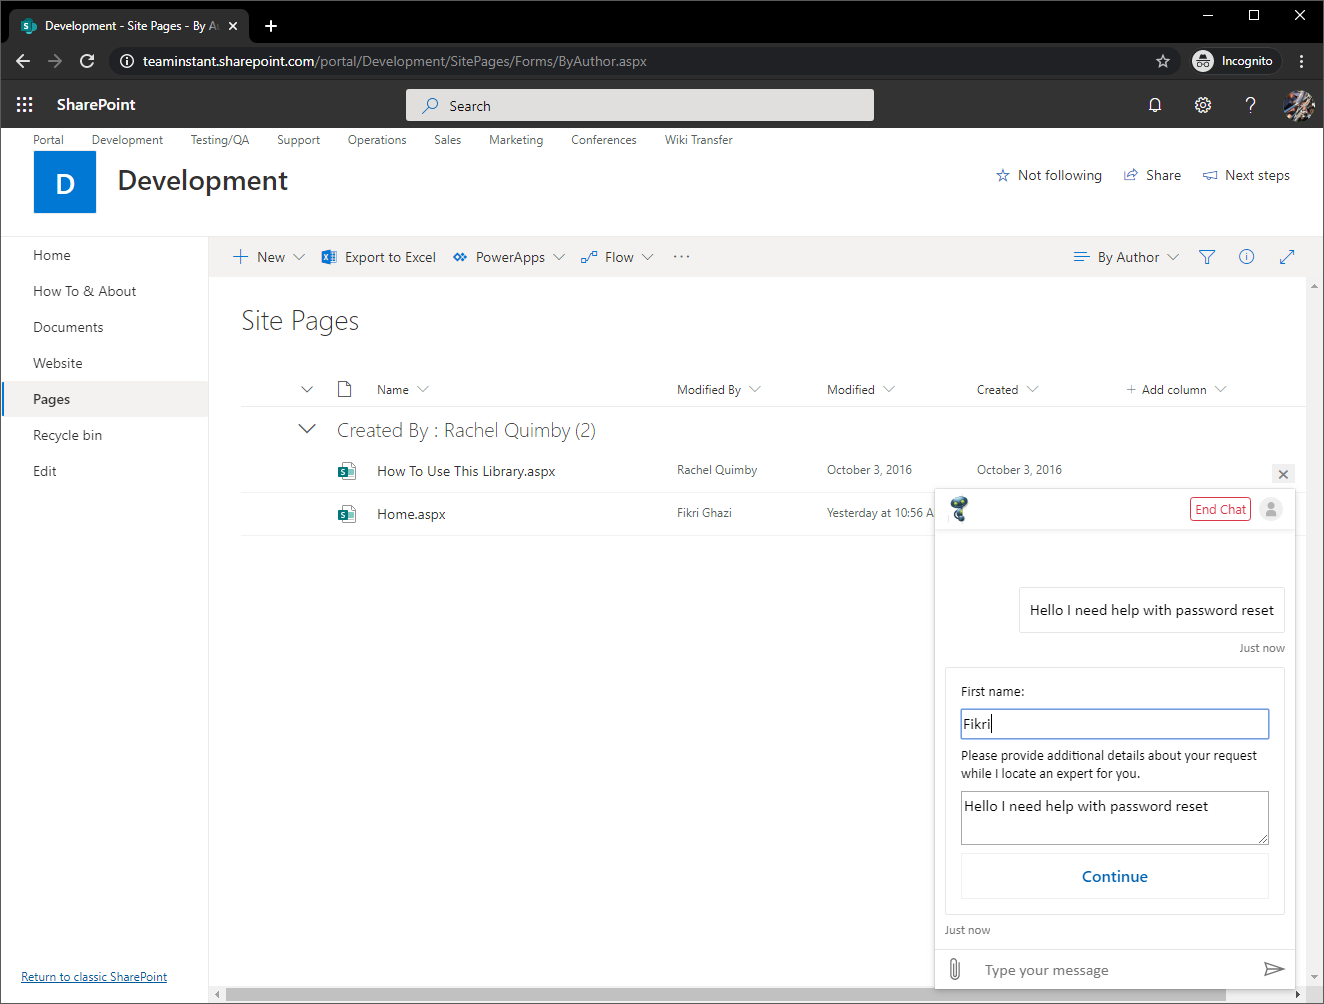 Development - Site Pages - By A
teaminstant.sharepoint.com/portal/Development/SitePages/Forms/ByAuthor.aspx
Incognito
SharePoint
Search
Portal Development Testing/QA Support Operations Sales Marketing Conferences Wiki Transfer
D
Development
Not following Share Next steps
Home
How To & About
Documents
Website
Pages
Recycle bin
Edit
Return to classic SharePoint
New Export to Excel PowerApps Flow ...
By Author
Site Pages
Name Modified By Modified Created + Add column
Created By : Rachel Quimby (2)
How To Use This Library.aspx Rachel Quimby October 3, 2016 October 3, 2016
Home.aspx Fikri Ghazi Yesterday at 10:56 A
End Chat
Hello I need help with password reset
Just now
First name:
Fikri
Please provide additional details about your request
while I locate an expert for you.
Hello I need help with password reset
Continue
Just now
Type your message